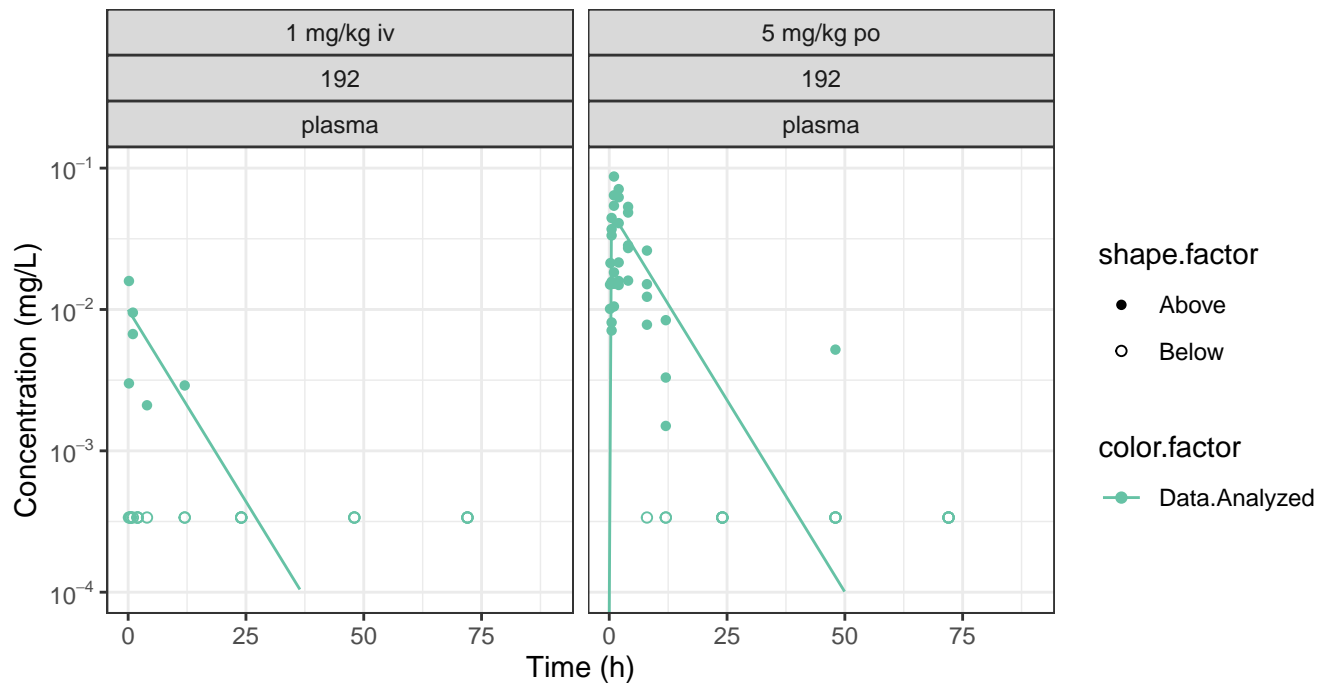 1 mg/kg iv
192
plasma
5 mg/kg po
192
plasma
Concentration (mg/L)
10⁻¹
10⁻²
10⁻³
10⁻⁴
0 25 50 75
0 25 50 75
Time (h)
shape.factor
Above
Below
color.factor
Data.Analyzed